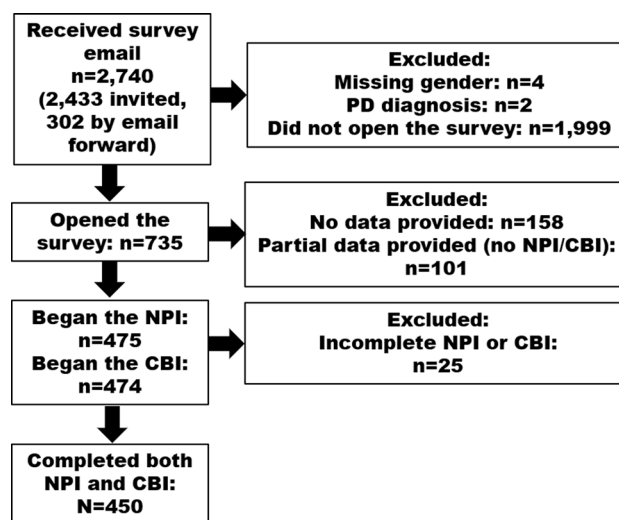 Received survey
email
n=2,740
(2,433 invited,
302 by email
forward)
Excluded:
Missing gender: n=4
PD diagnosis: n=2
Did not open the survey: n=1,999
Opened the
survey: n=735
Excluded:
No data provided: n=158
Partial data provided (no NPI/CBI):
n=101
Began the NPI:
n=475
Began the CBI:
n=474
Excluded:
Incomplete NPI or CBI:
n=25
Completed both
NPI and CBI:
N=450